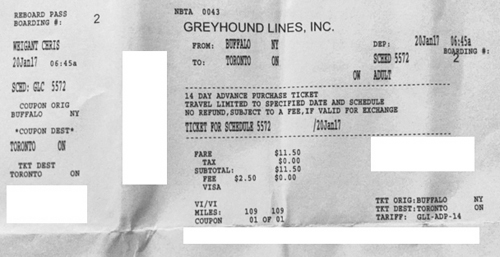 REBOARD PASS
BOARDING #: 2
WHIGANT CHRIS
20Jan17 06:45a
SCHD: GLC 5572
COUPON ORIG
BUFFALO NY
*COUPON DEST*
TORONTO ON
TKT DEST
TORONTO ON
NBTA 0043
GREYHOUND LINES, INC.
FROM: BUFFALO NY DEP: 20Jan17 06:45a
BOARDING #:
TO: TORONTO ON SCHED 5572 2
OW ADULT
14 DAY ADVANCE PURCHASE TICKET
TRAVEL LIMITED TO SPECIFIED DATE AND SCHEDULE
NO REFUND, SUBJECT TO A FEE, IF VALID FOR EXCHANGE
TICKET FOR SCHEDULE 5572 /20Jan17
FARE $11.50
TAX $0.00
SUBTOTAL: $11.50
FEE $2.50 $0.00
VISA
VI/VI
MILES: 109 109
COUPON 01 OF 01
TKT ORIG:BUFFALO NY
TKT DEST:TORONTO ON
TARIFF: GLI-ADP-14